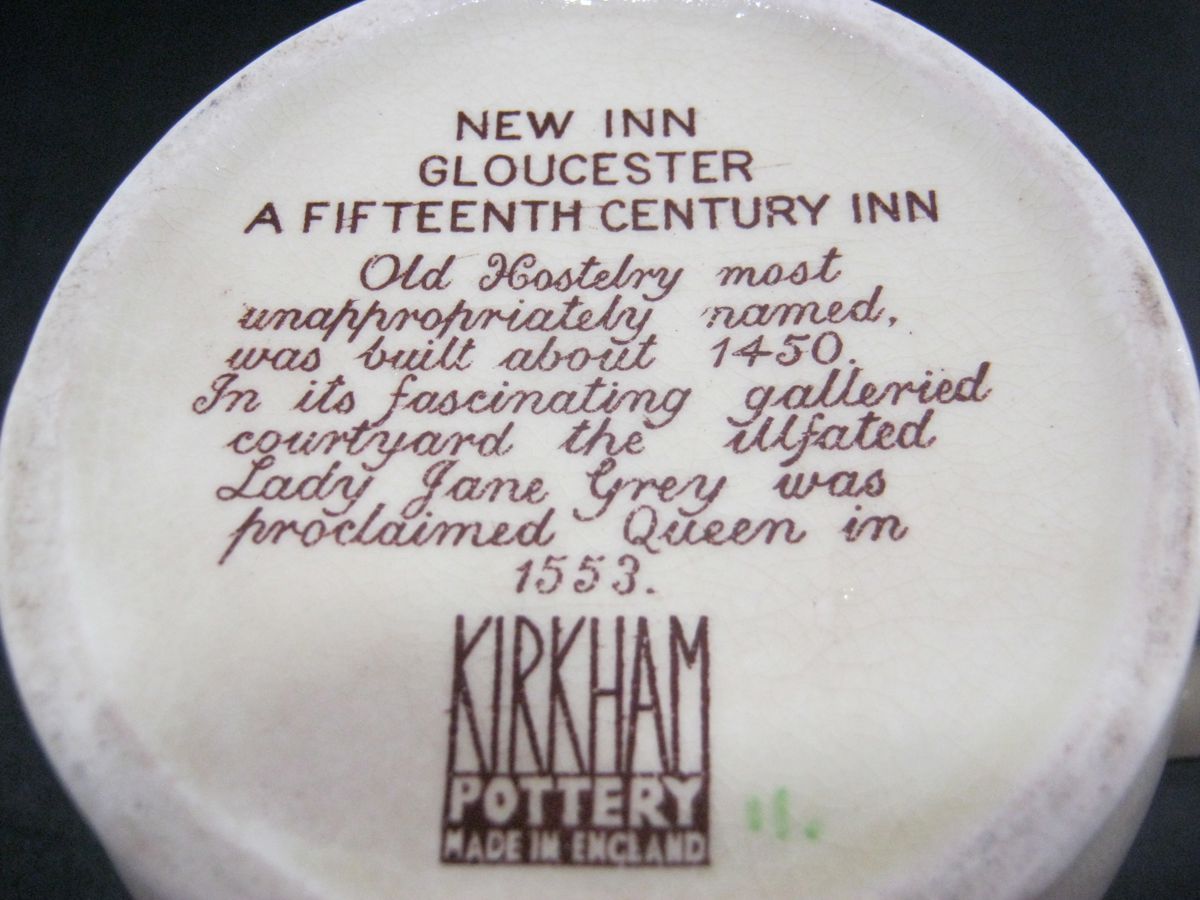 NEW INN
GLOUCESTER
A FIFTEENTH CENTURY INN
Old Hostelry most
unappropriately named,
was built about 1450.
In its fascinating galleried
courtyard the illfated
Lady Jane Grey was
proclaimed Queen in
1553.
KIRKHAM
POTTERY
MADE IN ENGLAND